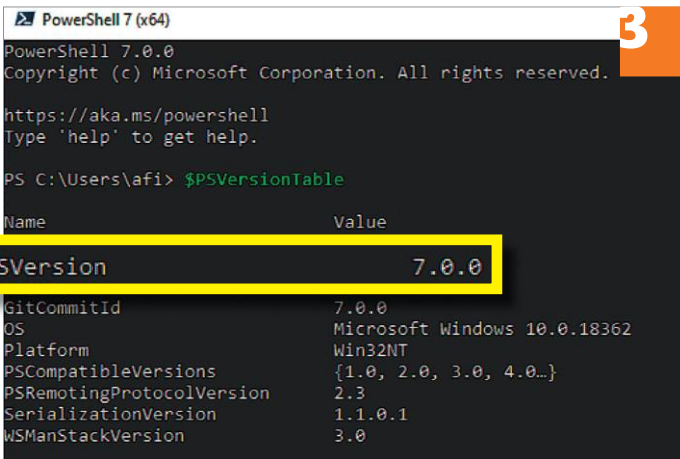 PowerShell 7 (x64)
3
PowerShell 7.0.0
Copyright (c) Microsoft Corporation. All rights reserved.
https://aka.ms/powershell
Type 'help' to get help.
PS C:\Users\afi> $PSVersionTable
Name Value
SVersion 7.0.0
GitCommitId 7.0.0
OS Microsoft Windows 10.0.18362
Platform Win32NT
PSCompatibleVersions {1.0, 2.0, 3.0, 4.0…}
PSRemotingProtocolVersion 2.3
SerializationVersion 1.1.0.1
WSManStackVersion 3.0